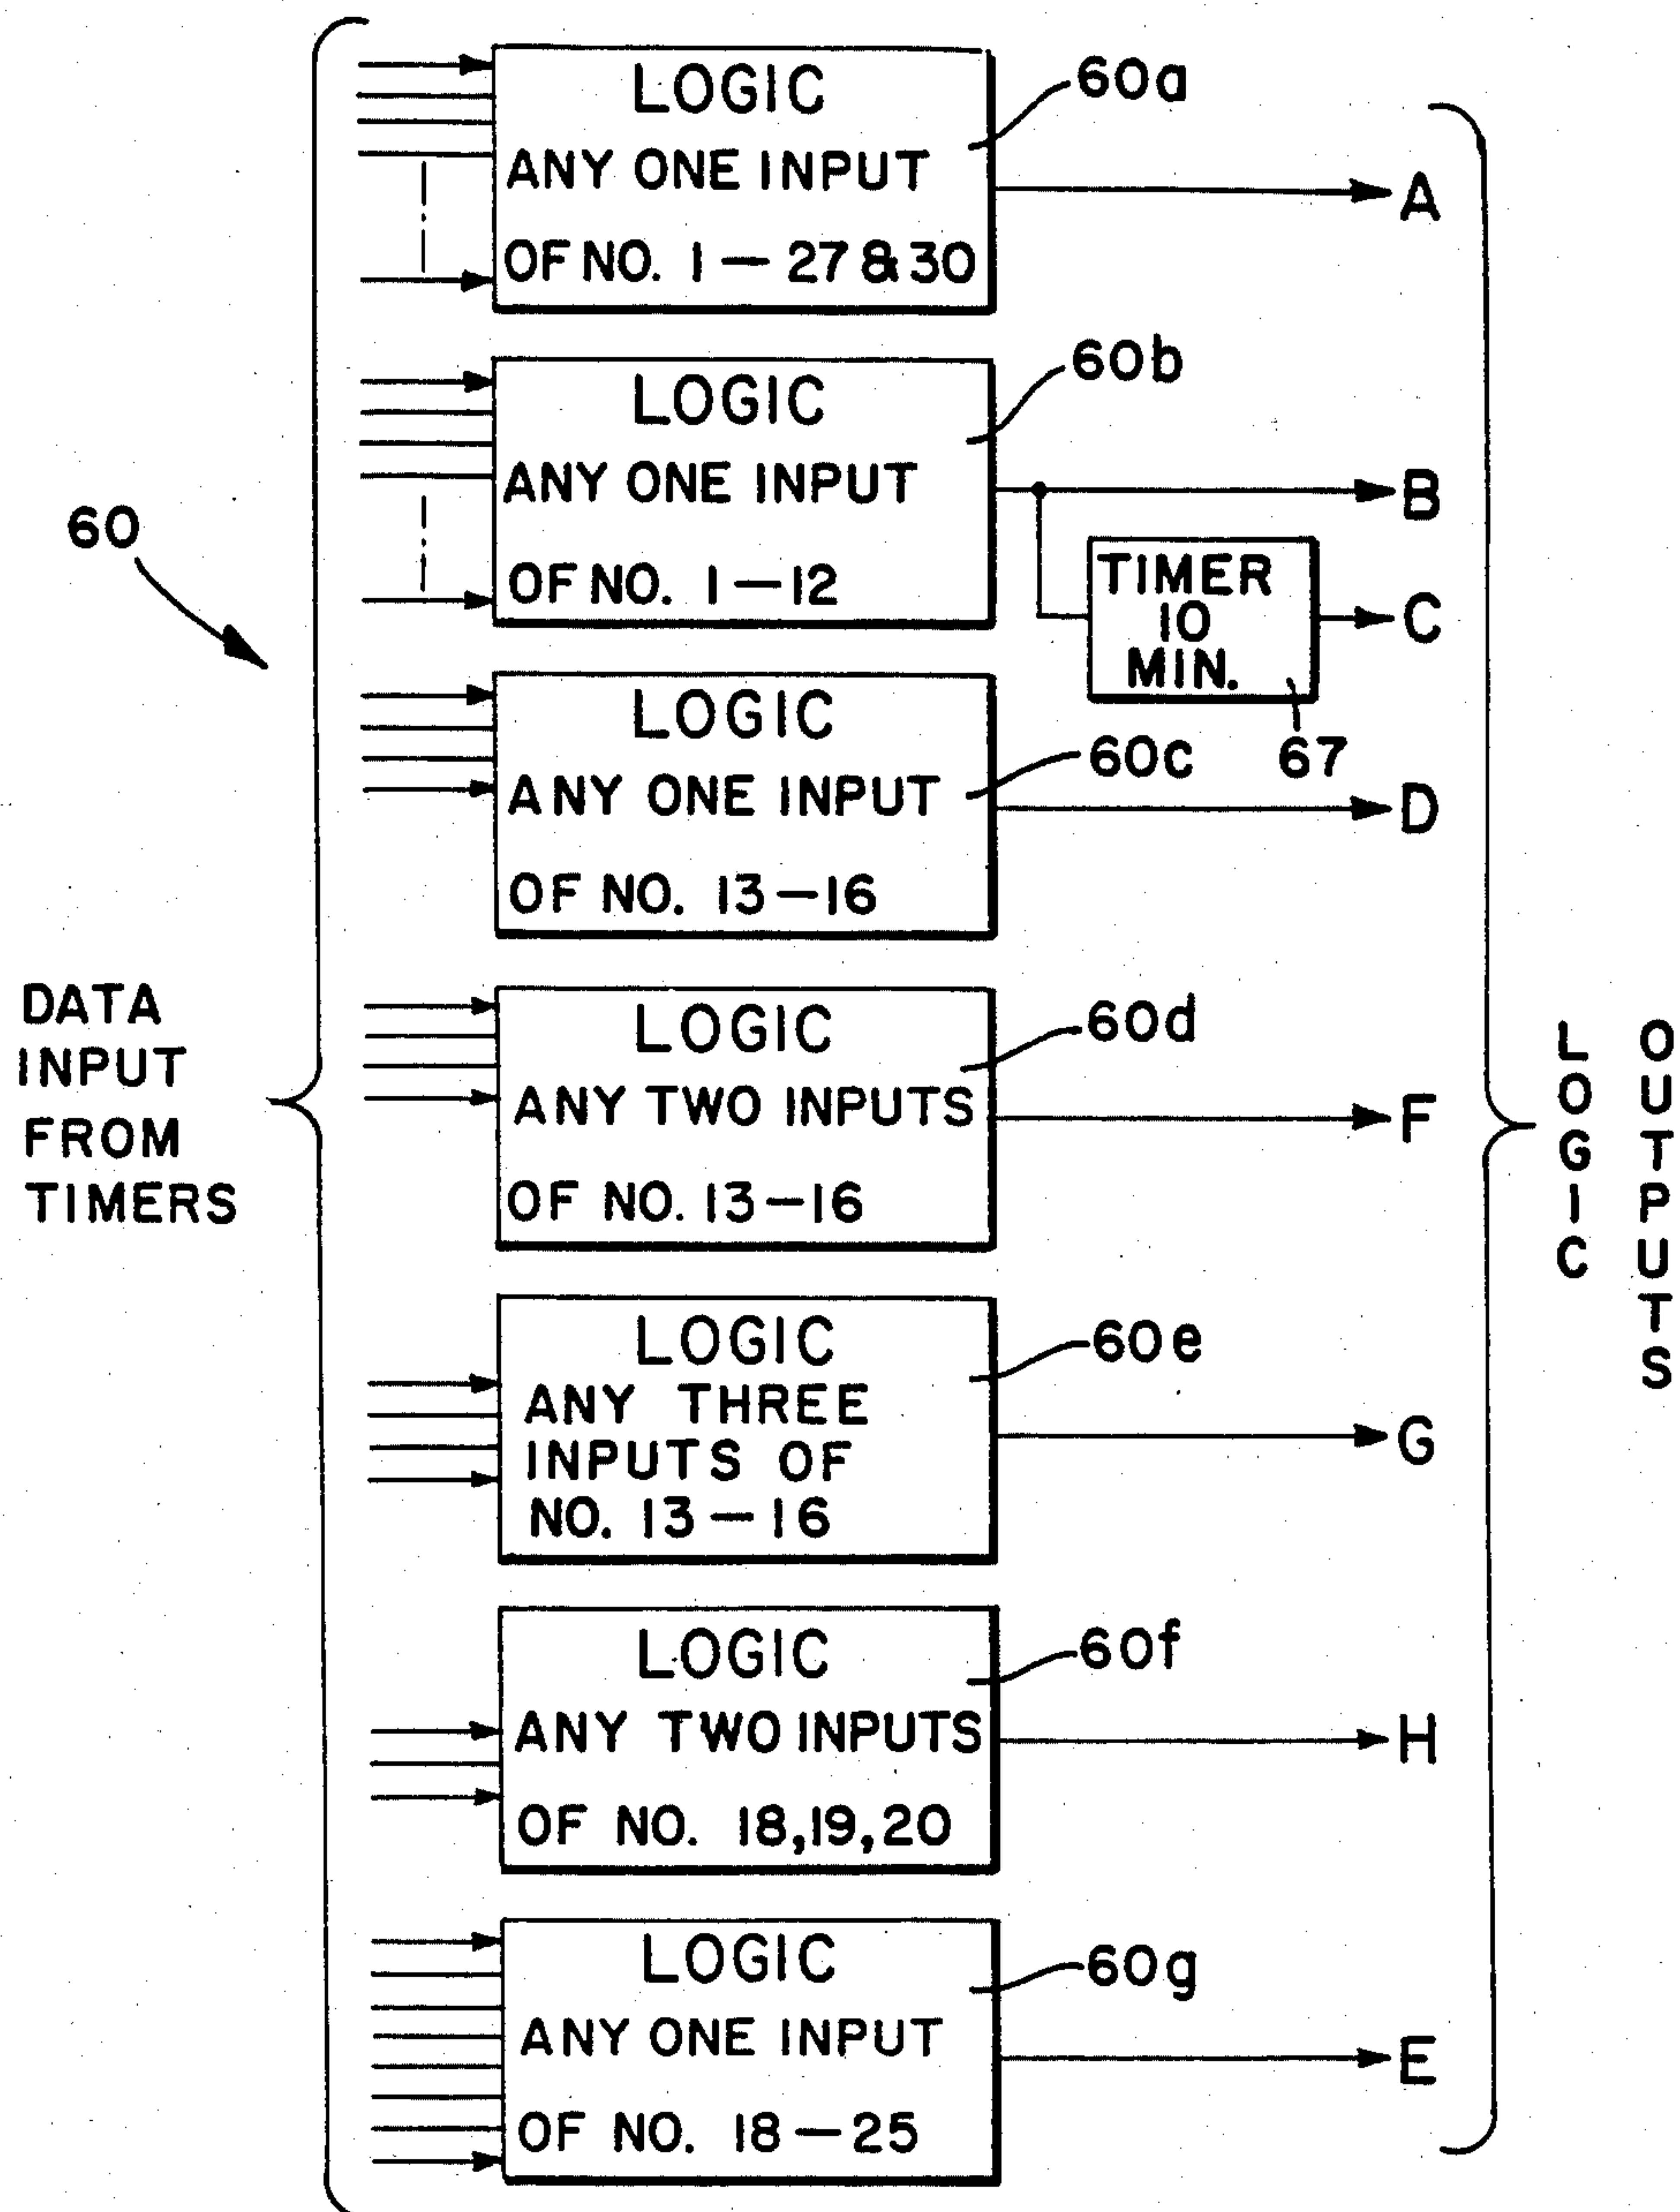 LOGIC
ANY ONE INPUT
OF NO. 1 — 27 & 30
60a
A
LOGIC
ANY ONE INPUT
OF NO. 1 — 12
60b
B
TIMER
10
MIN.
67
C
60
LOGIC
ANY ONE INPUT
OF NO. 13 — 16
60c
D
DATA
INPUT
FROM
TIMERS
LOGIC
ANY TWO INPUTS
OF NO. 13 — 16
60d
F
LOGIC
OUTPUTS
LOGIC
ANY THREE
INPUTS OF
NO. 13 — 16
60e
G
LOGIC
ANY TWO INPUTS
OF NO. 18,19,20
60f
H
LOGIC
ANY ONE INPUT
OF NO. 18 — 25
60g
E